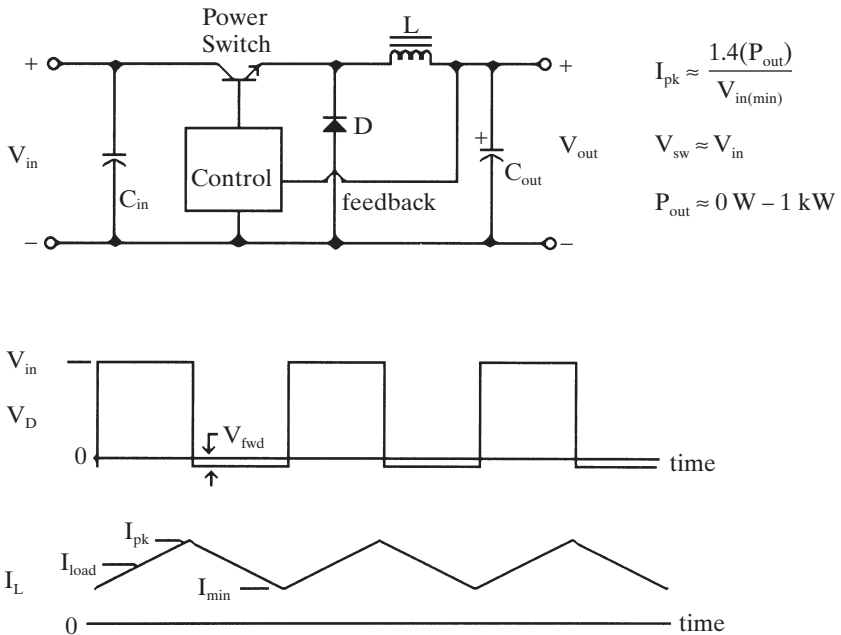 Power
Switch
L
+
+
V_in
C_in
Control
D
feedback
+
C_out
V_out
–
–
I_pk ≈ 1.4(P_out) / V_in(min)
V_sw ≈ V_in
P_out ≈ 0 W – 1 kW
V_in
V_D
V_fwd
0
time
I_pk
I_load
I_L
I_min
0
time